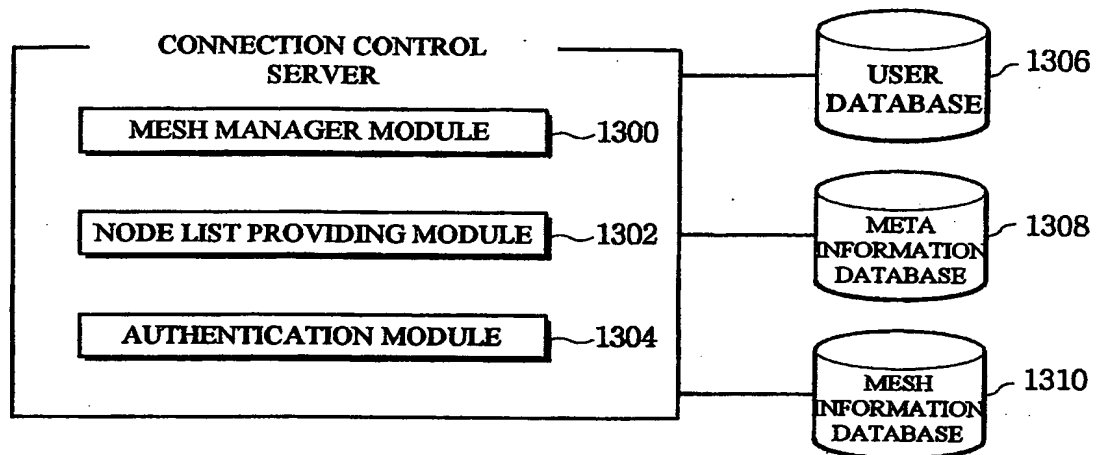 CONNECTION CONTROL
SERVER
MESH MANAGER MODULE
1300
NODE LIST PROVIDING MODULE
1302
AUTHENTICATION MODULE
1304
USER
DATABASE
1306
META
INFORMATION
DATABASE
1308
MESH
INFORMATION
DATABASE
1310